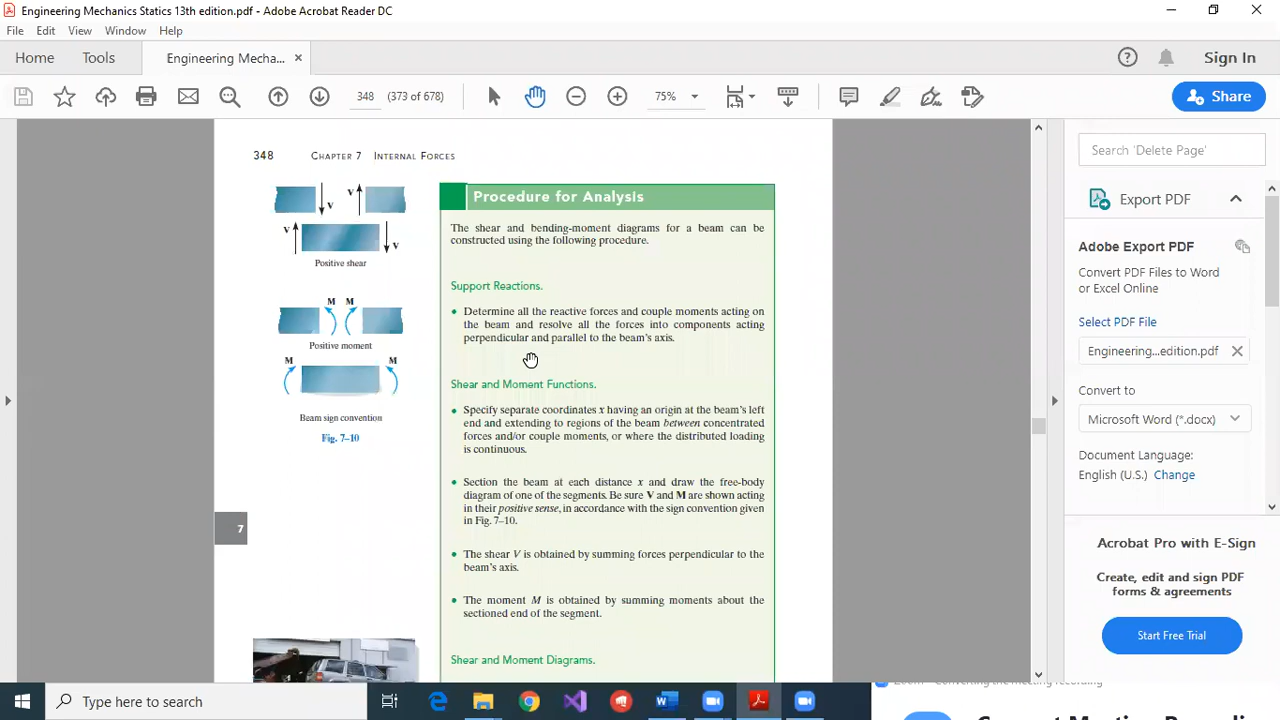 Engineering Mechanics Statics 13th edition.pdf - Adobe Acrobat Reader DC
File Edit View Window Help
Home Tools Engineering Mecha... ×
Sign In
348 (373 of 678) 75% Share
348 CHAPTER 7 INTERNAL FORCES
V V
V V
Positive shear
M M
Positive moment
M M
Beam sign convention
Fig. 7–10
7
Procedure for Analysis
The shear and bending-moment diagrams for a beam can be
constructed using the following procedure.
Support Reactions.
• Determine all the reactive forces and couple moments acting on
the beam and resolve all the forces into components acting
perpendicular and parallel to the beam's axis.
Shear and Moment Functions.
• Specify separate coordinates x having an origin at the beam's left
end and extending to regions of the beam between concentrated
forces and/or couple moments, or where the distributed loading
is continuous.
• Section the beam at each distance x and draw the free-body
diagram of one of the segments. Be sure V and M are shown acting
in their positive sense, in accordance with the sign convention given
in Fig. 7–10.
• The shear V is obtained by summing forces perpendicular to the
beam's axis.
• The moment M is obtained by summing moments about the
sectioned end of the segment.
Shear and Moment Diagrams.
Search 'Delete Page'
Export PDF
Adobe Export PDF
Convert PDF Files to Word
or Excel Online
Select PDF File
Engineering...edition.pdf
Convert to
Microsoft Word (*.docx)
Document Language:
English (U.S.) Change
Acrobat Pro with E-Sign
Create, edit and sign PDF
forms & agreements
Start Free Trial
Type here to search